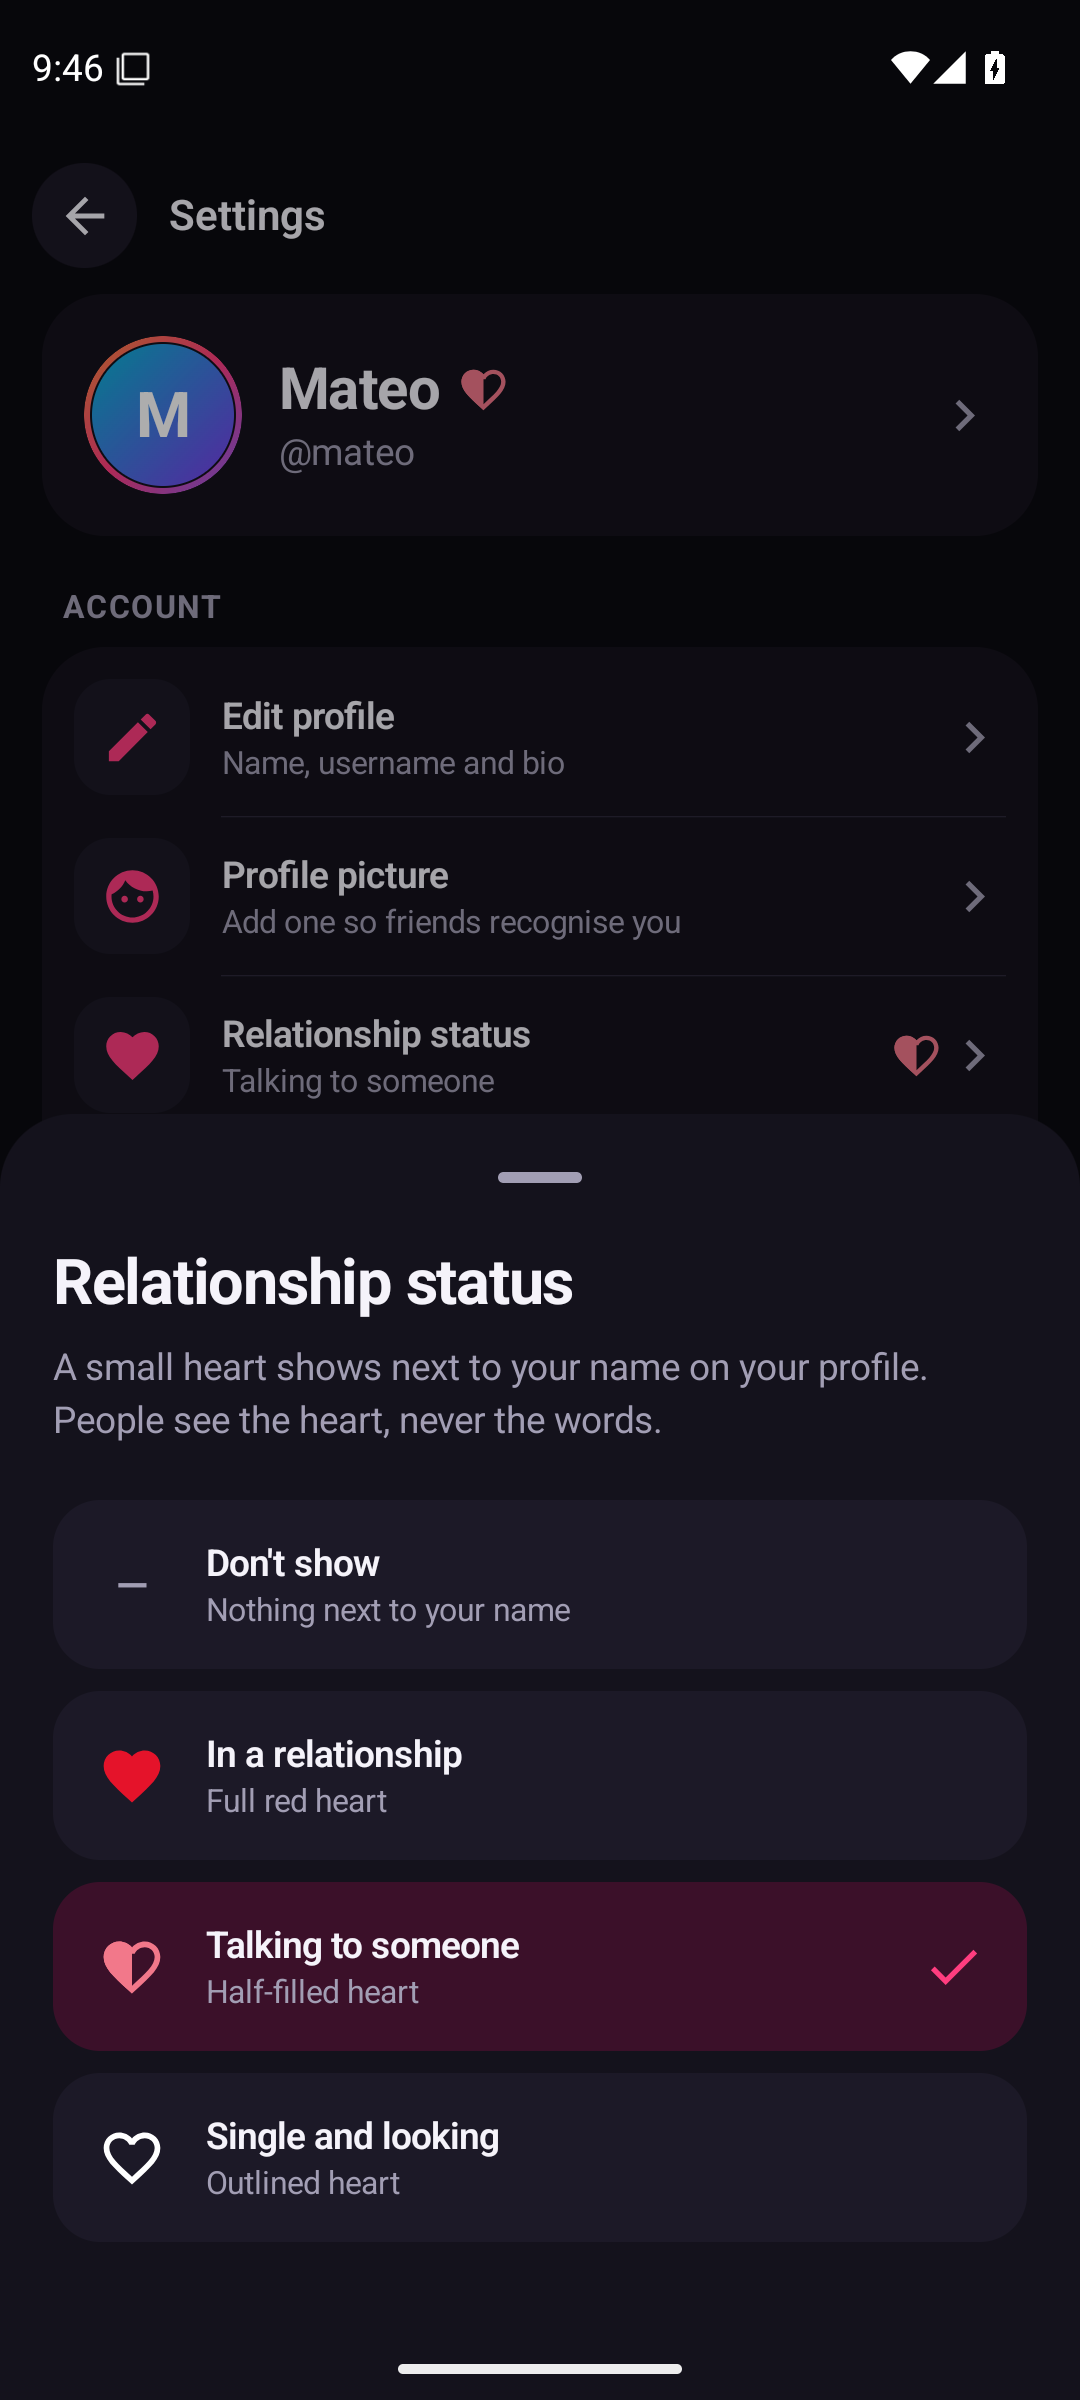 9:46
Settings
M
Mateo
@mateo
ACCOUNT
Edit profile
Name, username and bio
Profile picture
Add one so friends recognise you
Relationship status
Talking to someone
Relationship status
A small heart shows next to your name on your profile.
People see the heart, never the words.
Don't show
Nothing next to your name
In a relationship
Full red heart
Talking to someone
Half-filled heart
Single and looking
Outlined heart